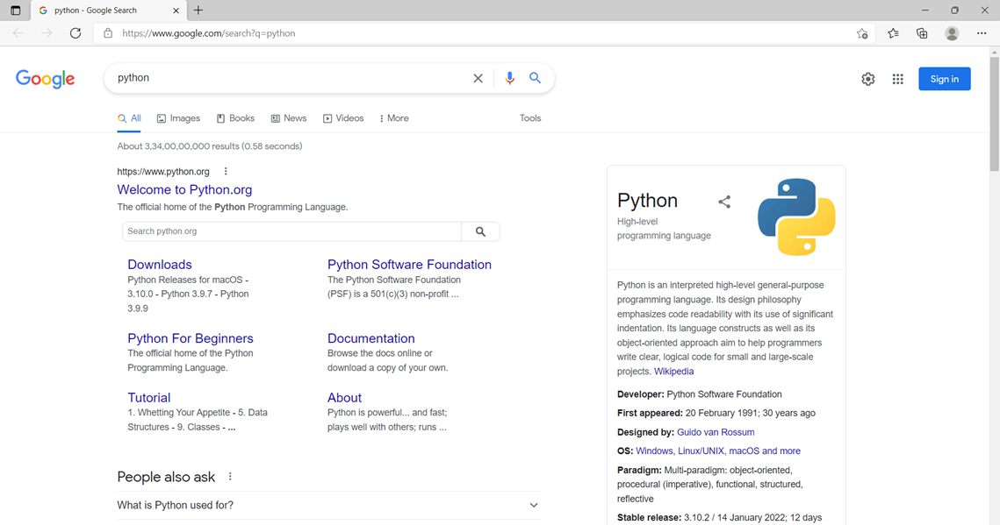 python - Google Search
https://www.google.com/search?q=python
Google
python
Sign in
All
Images
Books
News
Videos
More
Tools
About 3,34,00,00,000 results (0.58 seconds)
https://www.python.org
Welcome to Python.org
The official home of the Python Programming Language.
Search python.org
Downloads
Python Releases for macOS -
3.10.0 - Python 3.9.7 - Python
3.9.9
Python Software Foundation
The Python Software Foundation
(PSF) is a 501(c)(3) non-profit ...
Python For Beginners
The official home of the Python
Programming Language.
Documentation
Browse the docs online or
download a copy of your own.
Tutorial
1. Whetting Your Appetite - 5. Data
Structures - 9. Classes - ...
About
Python is powerful... and fast;
plays well with others; runs ...
People also ask
What is Python used for?
Python
High-level
programming language
Python is an interpreted high-level general-purpose
programming language. Its design philosophy
emphasizes code readability with its use of significant
indentation. Its language constructs as well as its
object-oriented approach aim to help programmers
write clear, logical code for small and large-scale
projects. Wikipedia
Developer: Python Software Foundation
First appeared: 20 February 1991; 30 years ago
Designed by: Guido van Rossum
OS: Windows, Linux/UNIX, macOS and more
Paradigm: Multi-paradigm: object-oriented,
procedural (imperative), functional, structured,
reflective
Stable release: 3.10.2 / 14 January 2022; 12 days